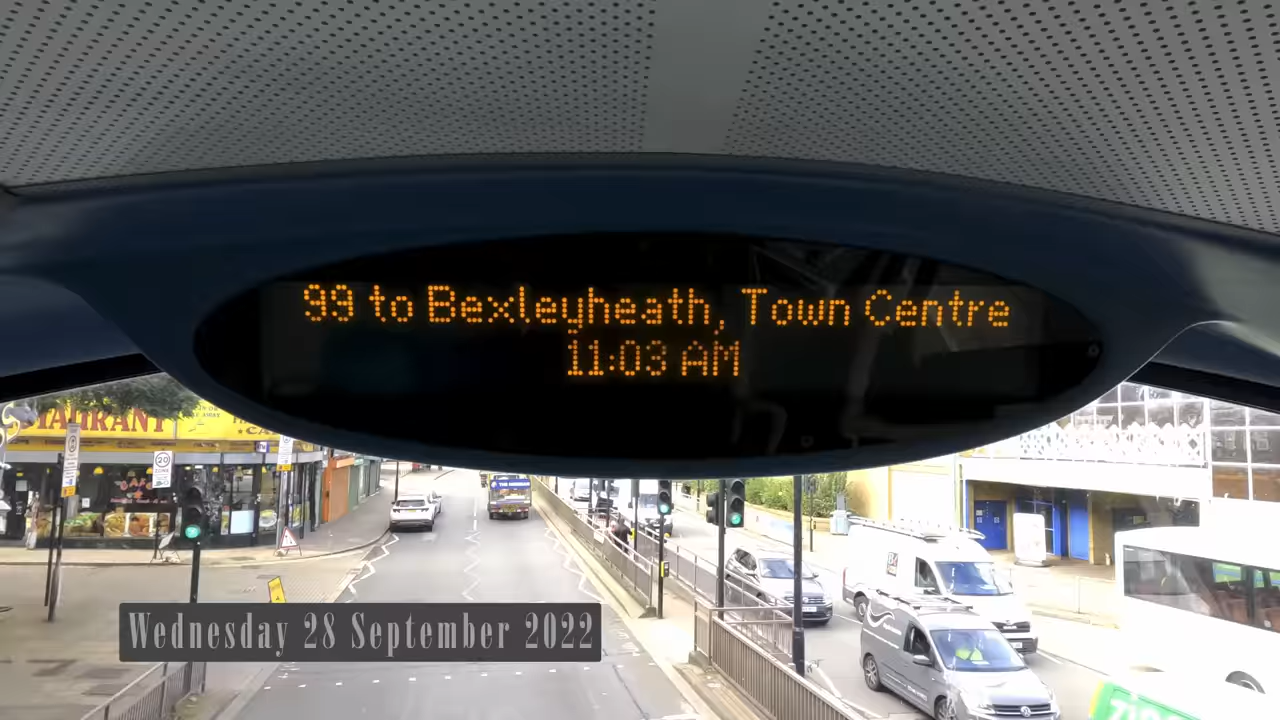 99 to Bexleyheath, Town Centre
11:03 AM
20
ZONE
Wednesday 28 September 2022